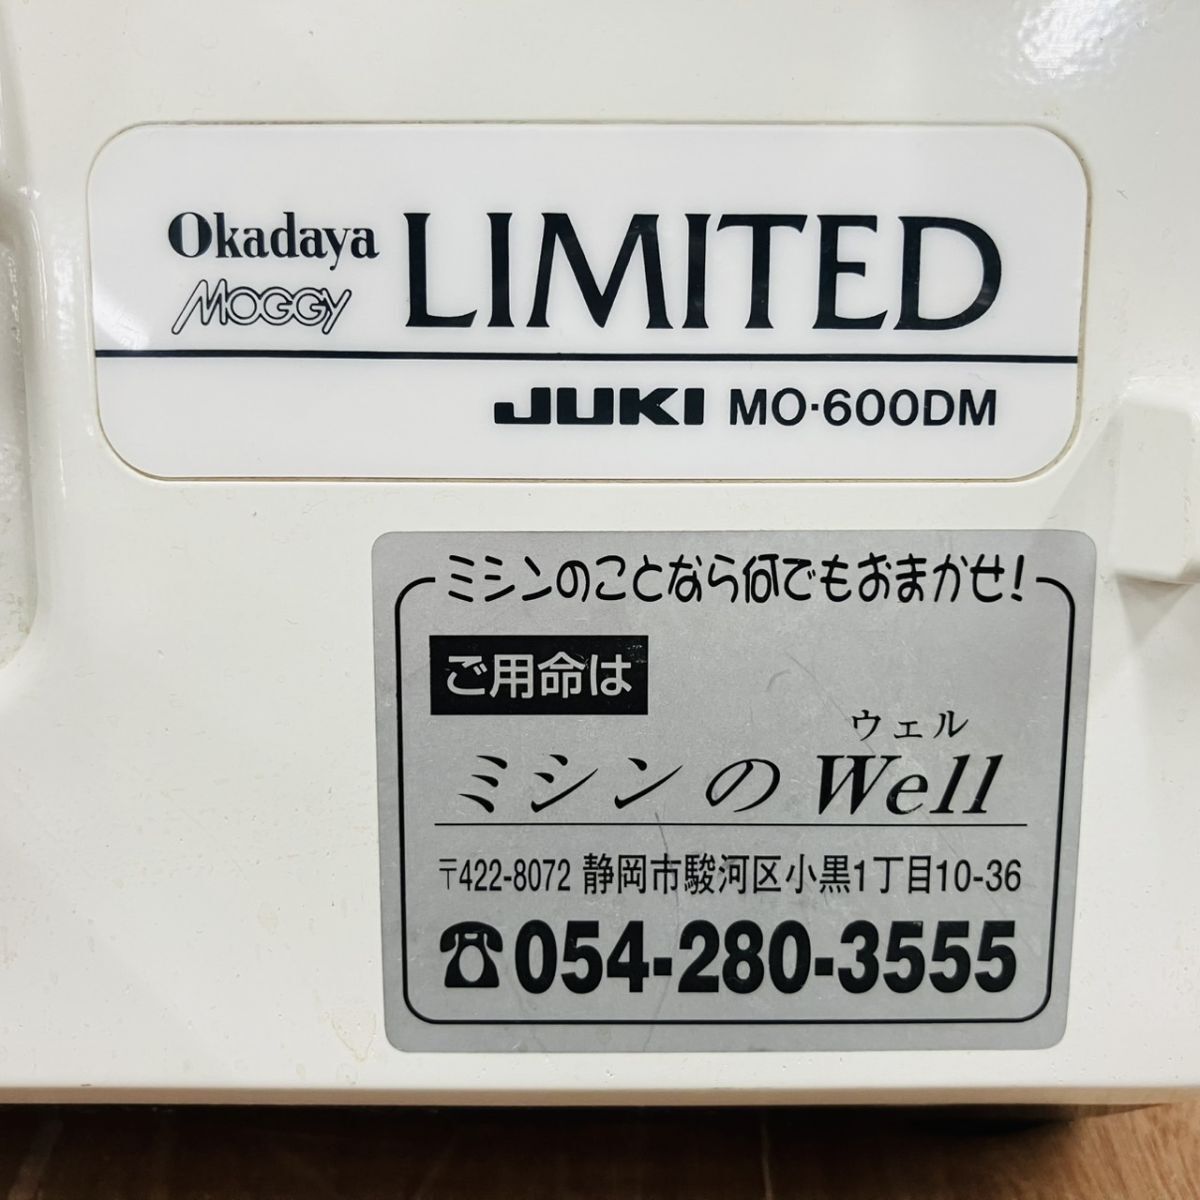 Okadaya LIMITED
MOGGY
JUKI MO-600DM
ミシンのことなら何でもおまかせ!
ご用命は
ウェル
ミシンのWell
〒422-8072 静岡市駿河区小黒1丁目10-36
☎054-280-3555